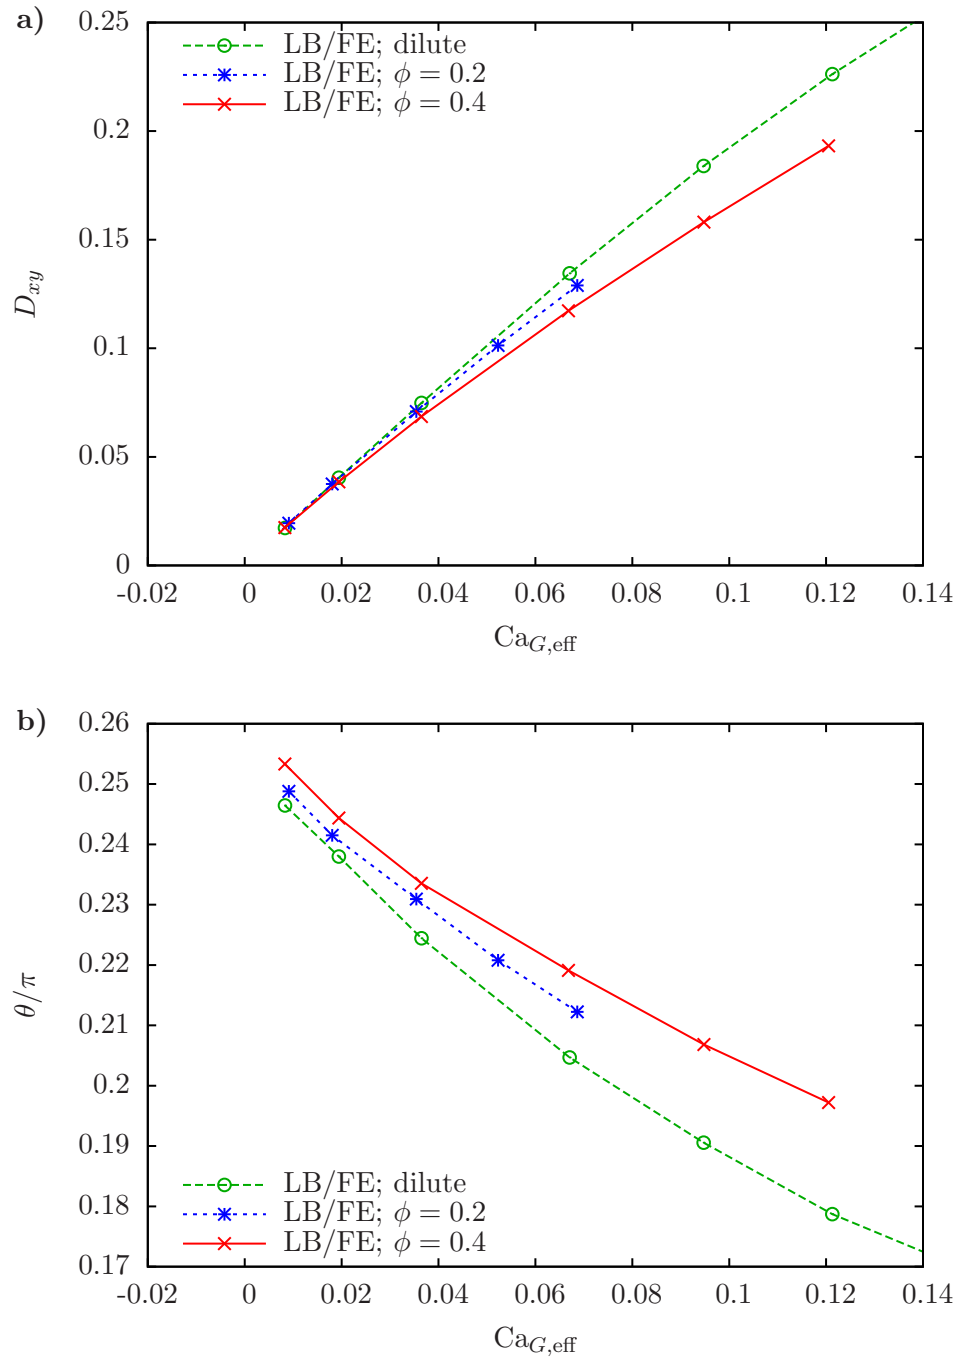 a)
0.25
0.2
0.15
0.1
0.05
0
D_{xy}
LB/FE; dilute
LB/FE; ϕ = 0.2
LB/FE; ϕ = 0.4
-0.02 0 0.02 0.04 0.06 0.08 0.1 0.12 0.14
Ca_{G,eff}
b)
0.26
0.25
0.24
0.23
0.22
0.21
0.2
0.19
0.18
0.17
θ/π
LB/FE; dilute
LB/FE; ϕ = 0.2
LB/FE; ϕ = 0.4
-0.02 0 0.02 0.04 0.06 0.08 0.1 0.12 0.14
Ca_{G,eff}